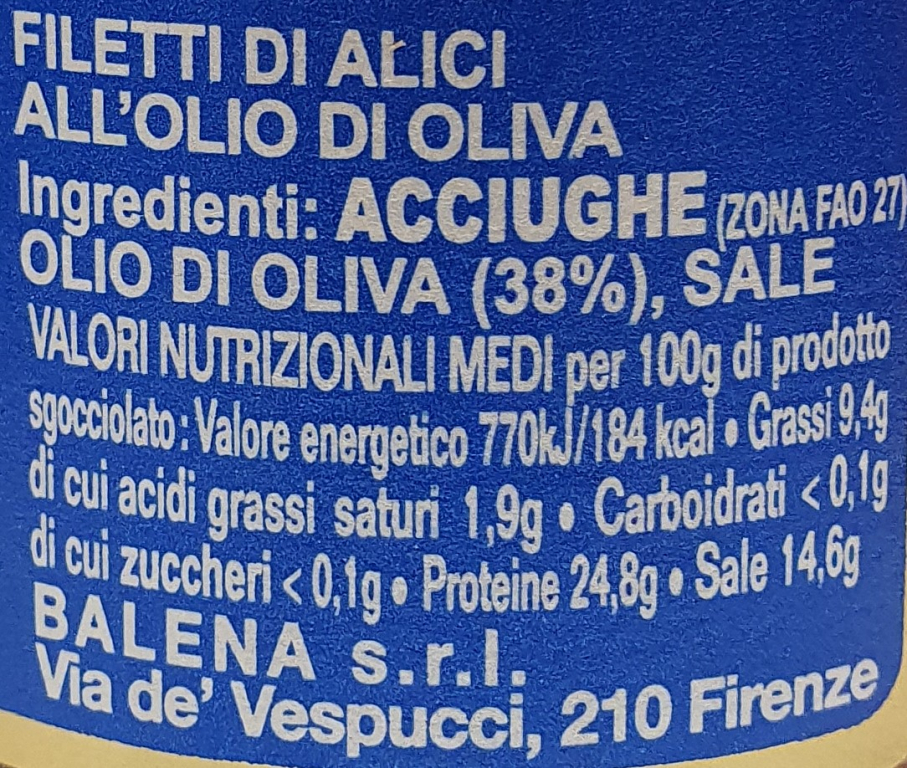 FILETTI DI ALICI
ALL'OLIO DI OLIVA
Ingredienti: ACCIUGHE (ZONA FAO 27)
OLIO DI OLIVA (38%), SALE
VALORI NUTRIZIONALI MEDI per 100g di prodotto
sgocciolato : Valore energetico 770kJ/184 kcal • Grassi 9,4g
di cui acidi grassi saturi 1,9g • Carboidrati < 0,1g
di cui zuccheri < 0,1g • Proteine 24,8g • Sale 14,6g
BALENA s.r.l.
Via de' Vespucci, 210 Firenze